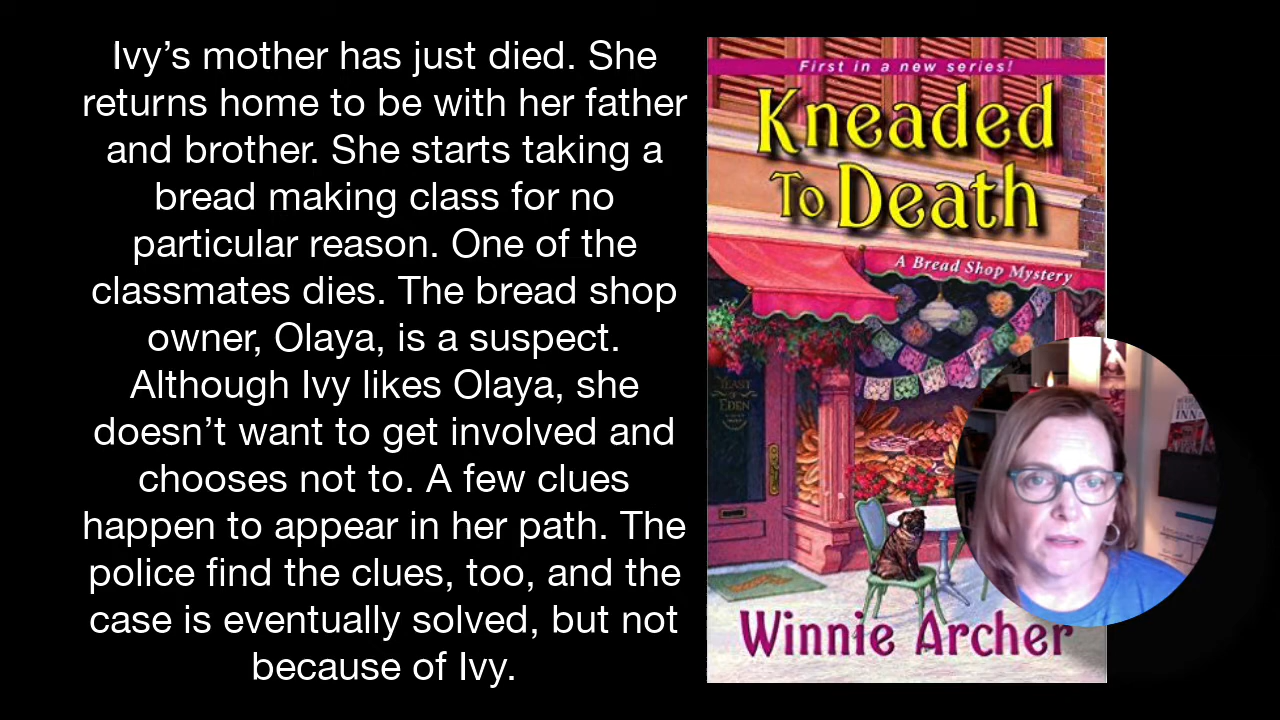 Ivy’s mother has just died. She
returns home to be with her father
and brother. She starts taking a
bread making class for no
particular reason. One of the
classmates dies. The bread shop
owner, Olaya, is a suspect.
Although Ivy likes Olaya, she
doesn’t want to get involved and
chooses not to. A few clues
happen to appear in her path. The
police find the clues, too, and the
case is eventually solved, but not
because of Ivy.
First in a new series!
Kneaded
To Death
A Bread Shop Mystery
YEAST
OF
EDEN
Winnie Archer